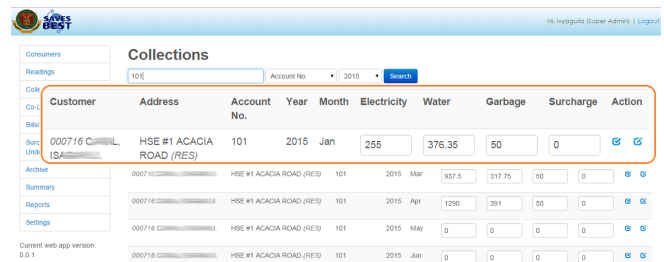 SAVES
BEST
Hi, ivyaguila (Super Admin) | Logout
Consumers
Readings
Colle
Co-L
Bills/
Surc
Undo
Archive
Summary
Reports
Settings
Current web app version:
0.0.1
Collections
101 Account No. 2015 Search
Customer Address Account No. Year Month Electricity Water Garbage Surcharge Action
000716 HSE #1 ACACIA 101 2015 Jan 255 376.35 50 0
ISA ROAD (RES)
000716 HSE #1 ACACIA ROAD (RES) 101 2015 Mar 937.5 317.75 50 0
000716 HSE #1 ACACIA ROAD (RES) 101 2015 Apr 1290 391 50 0
000716 HSE #1 ACACIA ROAD (RES) 101 2015 May 0 0 0 0
000716 HSE #1 ACACIA ROAD (RES) 101 2015 Jun 0 0 0 0